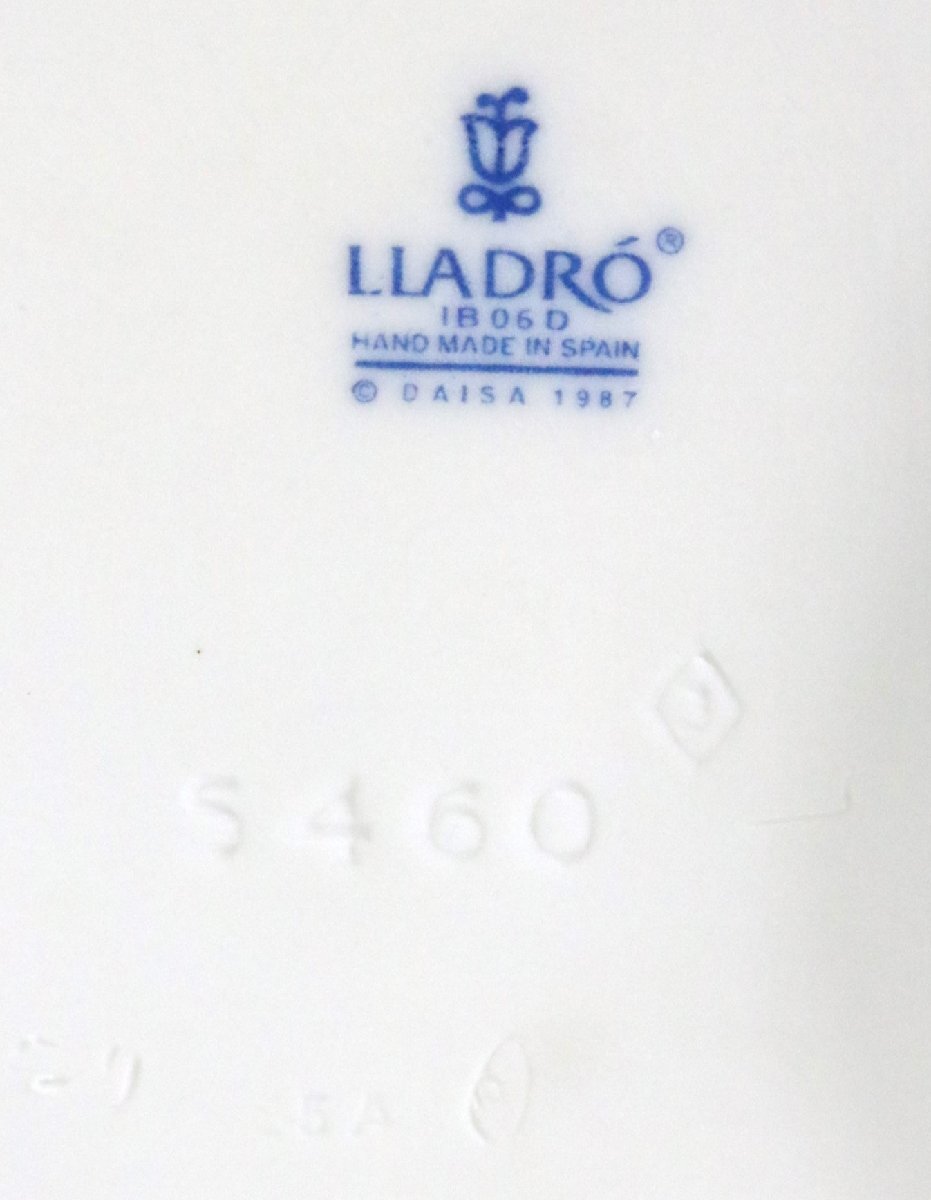 LLADRÓ®
IB06D
HAND MADE IN SPAIN
© DAISA 1987
M
5460
5A